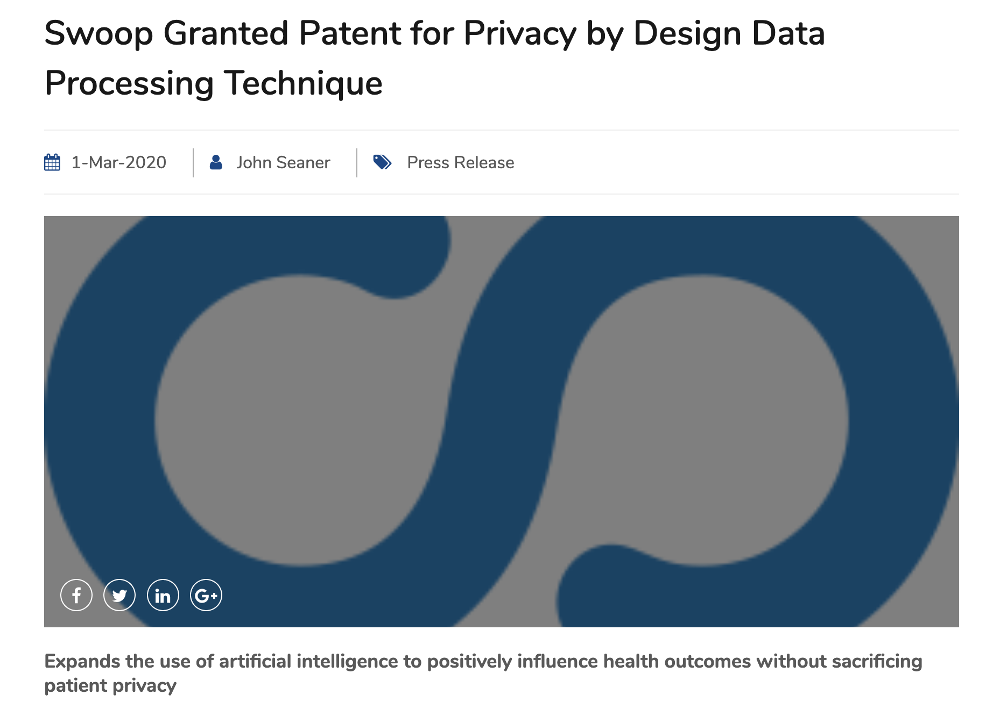 Swoop Granted Patent for Privacy by Design Data
Processing Technique
1-Mar-2020
John Seaner
Press Release
f
in
G+
Expands the use of artificial intelligence to positively influence health outcomes without sacrificing
patient privacy